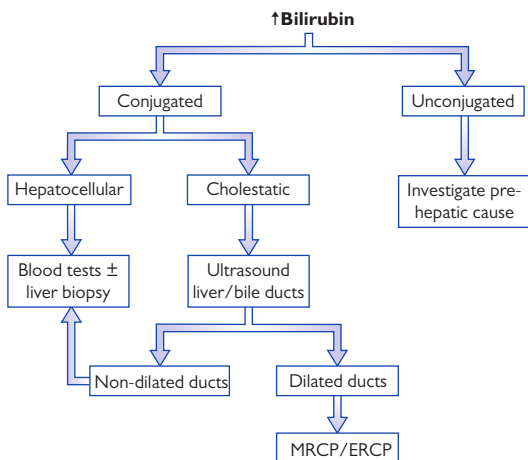 ↑Bilirubin
Conjugated
Unconjugated
Hepatocellular
Cholestatic
Investigate pre-
hepatic cause
Blood tests ±
liver biopsy
Ultrasound
liver/bile ducts
Non-dilated ducts
Dilated ducts
MRCP/ERCP